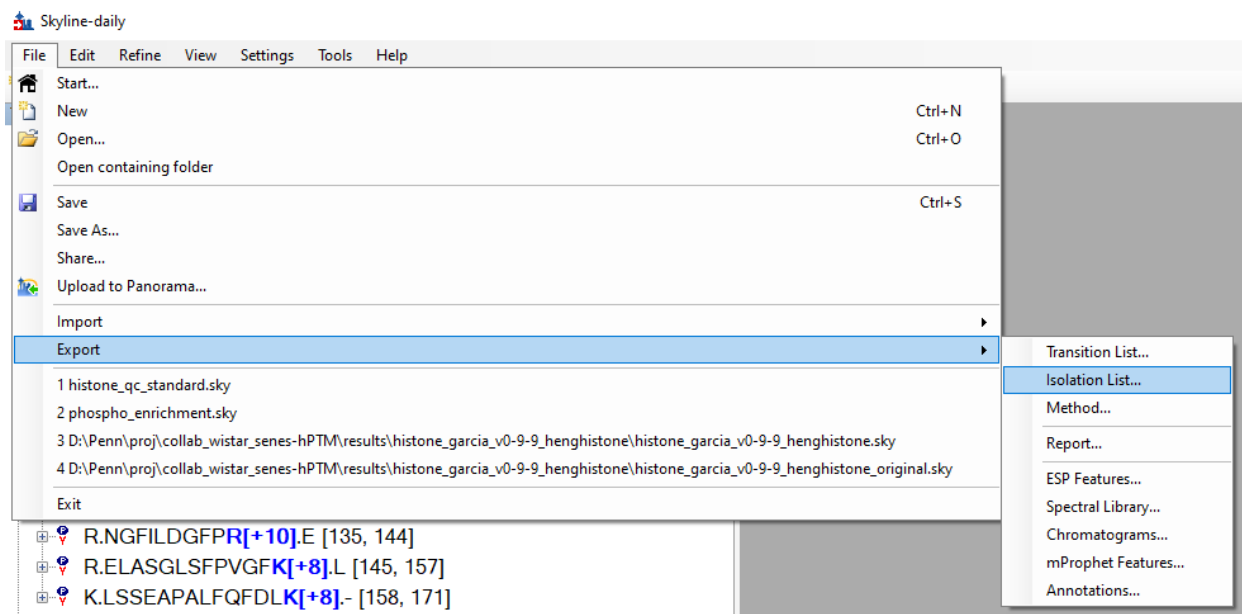 Skyline-daily
File Edit Refine View Settings Tools Help
Start...
New Ctrl+N
Open... Ctrl+O
Open containing folder
Save Ctrl+S
Save As...
Share...
Upload to Panorama...
Import
Export
1 histone_qc_standard.sky
2 phospho_enrichment.sky
3 D:\Penn\proj\collab_wistar_senes-hPTM\results\histone_garcia_v0-9-9_henghistone\histone_garcia_v0-9-9_henghistone.sky
4 D:\Penn\proj\collab_wistar_senes-hPTM\results\histone_garcia_v0-9-9_henghistone\histone_garcia_v0-9-9_henghistone_original.sky
Exit
Transition List...
Isolation List...
Method...
Report...
ESP Features...
Spectral Library...
Chromatograms...
mProphet Features...
Annotations...
R.NGFILDGFPR[+10].E [135, 144]
R.ELASGLSFPVGFK[+8].L [145, 157]
K.LSSEAPALFQFDLK[+8].- [158, 171]